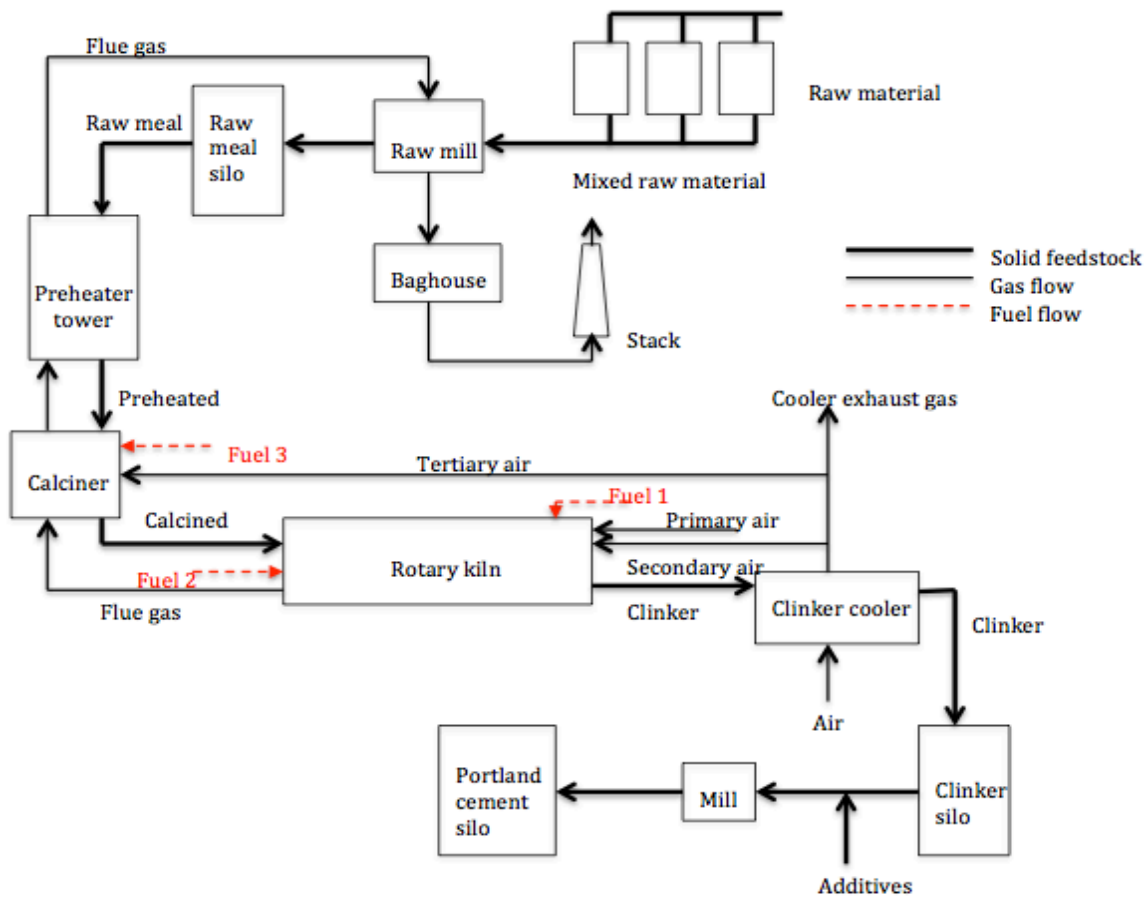 Flue gas
Raw material
Raw meal
Raw
meal
silo
Raw mill
Mixed raw material
Solid feedstock
Gas flow
Fuel flow
Baghouse
Preheater
tower
Stack
Preheated
Cooler exhaust gas
Fuel 3
Tertiary air
Calciner
Fuel 1
Calcined
Primary air
Rotary kiln
Secondary air
Fuel 2
Flue gas
Clinker
Clinker cooler
Clinker
Air
Portland
cement
silo
Mill
Clinker
silo
Additives